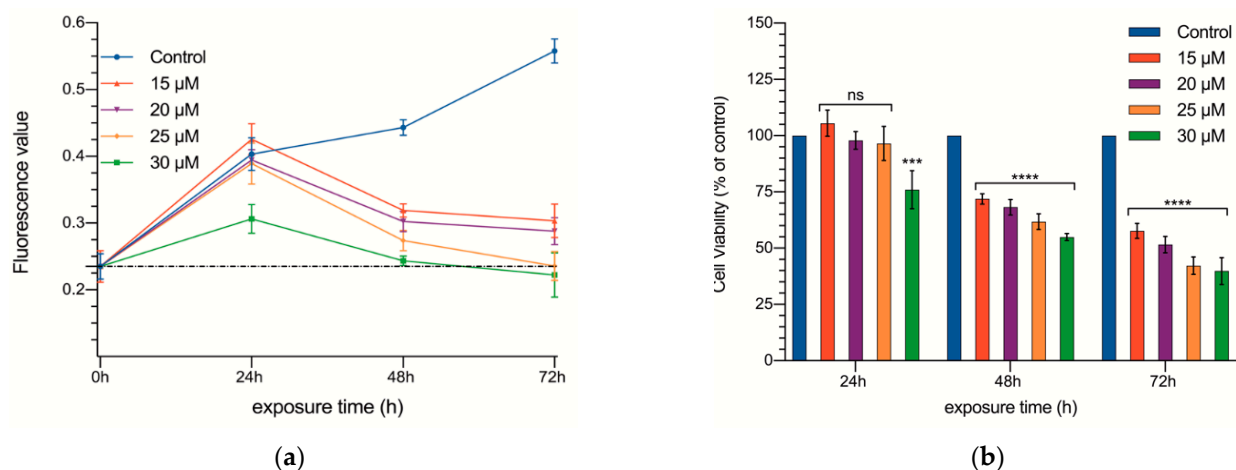 0.6
0.5
0.4
0.3
0.2
Fluorescence value
Control
15 µM
20 µM
25 µM
30 µM
0h
24h
48h
72h
exposure time (h)
(a)
150
125
100
75
50
25
0
Cell viability (% of control)
Control
15 µM
20 µM
25 µM
30 µM
ns
***
****
****
24h
48h
72h
exposure time (h)
(b)